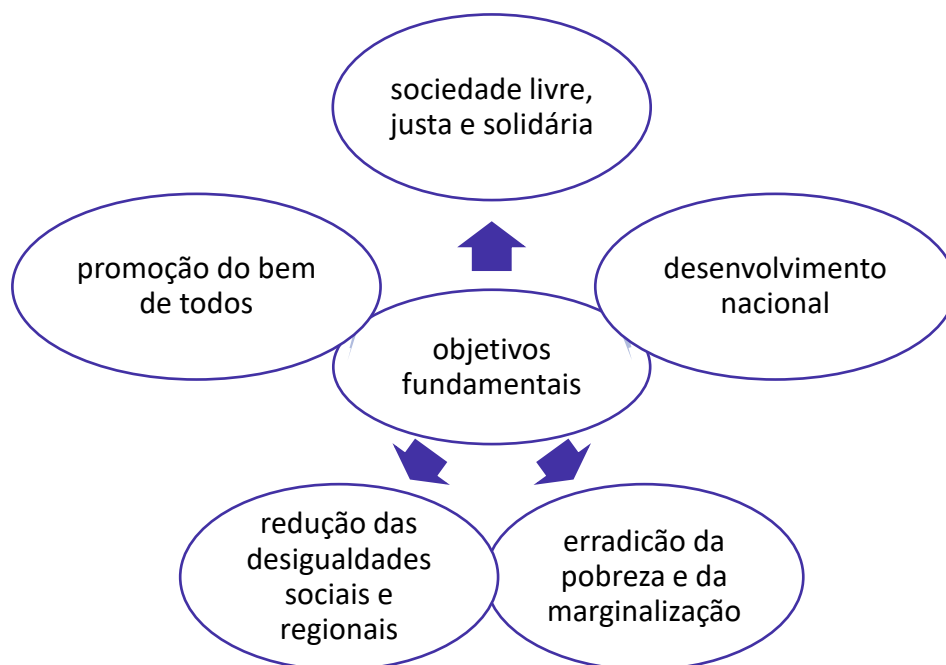 sociedade livre,
justa e solidária
promoção do bem
de todos
desenvolvimento
nacional
objetivos
fundamentais
redução das
desigualdades
sociais e
regionais
erradicão da
pobreza e da
marginalização